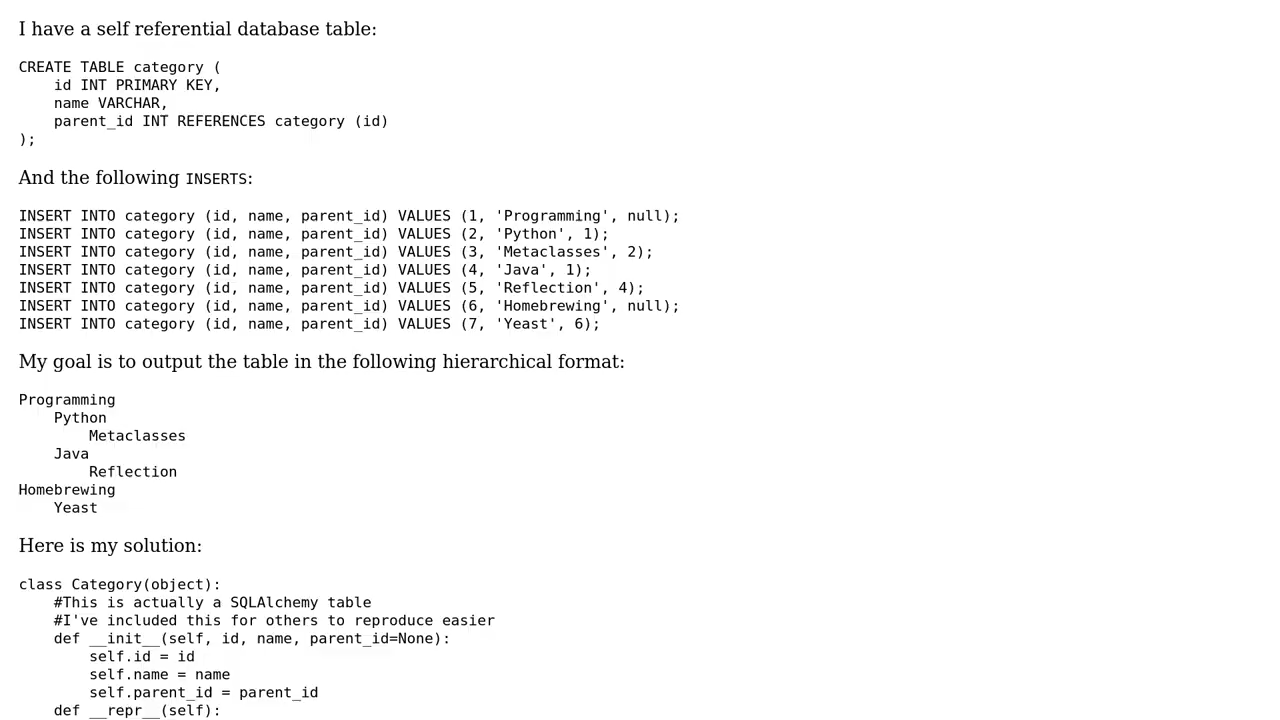 I have a self referential database table:
CREATE TABLE category (
    id INT PRIMARY KEY,
    name VARCHAR,
    parent_id INT REFERENCES category (id)
);
And the following INSERTS:
INSERT INTO category (id, name, parent_id) VALUES (1, 'Programming', null);
INSERT INTO category (id, name, parent_id) VALUES (2, 'Python', 1);
INSERT INTO category (id, name, parent_id) VALUES (3, 'Metaclasses', 2);
INSERT INTO category (id, name, parent_id) VALUES (4, 'Java', 1);
INSERT INTO category (id, name, parent_id) VALUES (5, 'Reflection', 4);
INSERT INTO category (id, name, parent_id) VALUES (6, 'Homebrewing', null);
INSERT INTO category (id, name, parent_id) VALUES (7, 'Yeast', 6);
My goal is to output the table in the following hierarchical format:
Programming
    Python
        Metaclasses
    Java
        Reflection
Homebrewing
    Yeast
Here is my solution:
class Category(object):
    #This is actually a SQLAlchemy table
    #I've included this for others to reproduce easier
    def __init__(self, id, name, parent_id=None):
        self.id = id
        self.name = name
        self.parent_id = parent_id
    def __repr__(self):